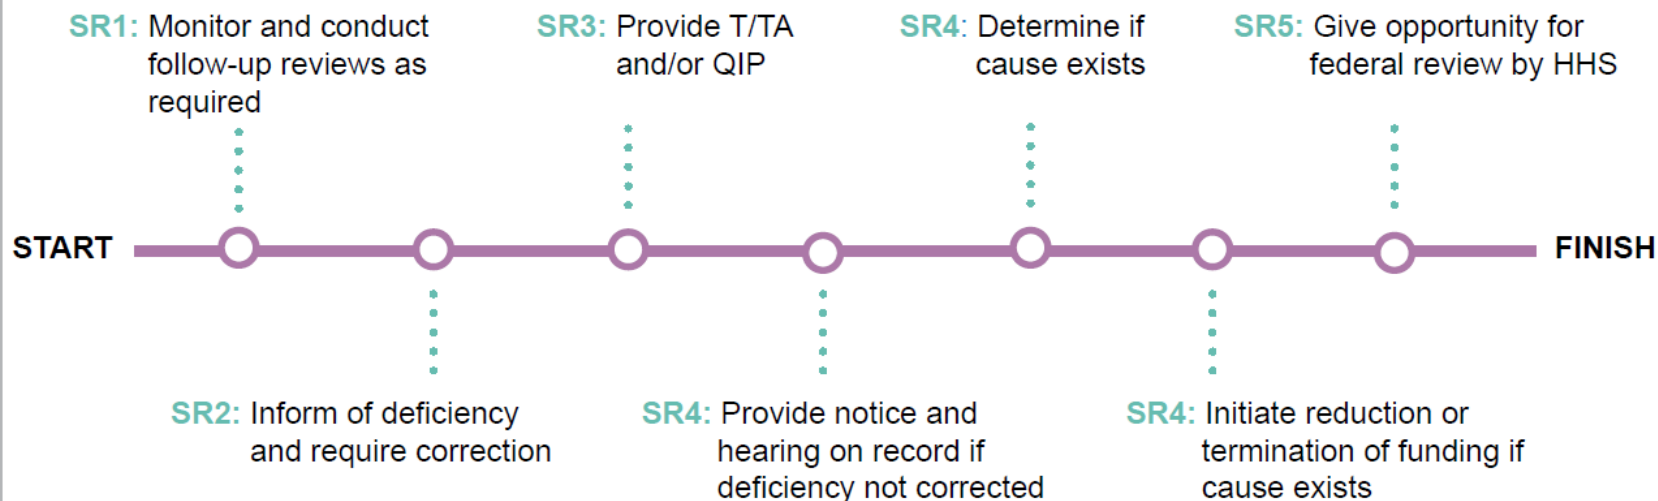 SR1: Monitor and conduct
follow-up reviews as
required
SR3: Provide T/TA
and/or QIP
SR4: Determine if
cause exists
SR5: Give opportunity for
federal review by HHS
START
FINISH
SR2: Inform of deficiency
and require correction
SR4: Provide notice and
hearing on record if
deficiency not corrected
SR4: Initiate reduction or
termination of funding if
cause exists